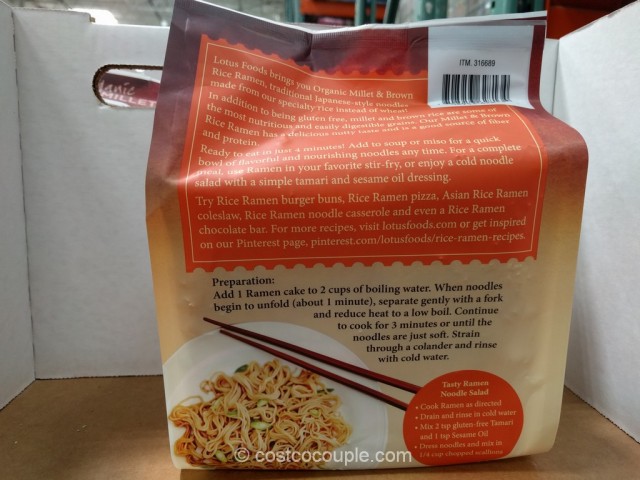 ITM. 316689
Lotus Foods brings you Organic Millet & Brown
Rice Ramen, traditional Japanese-style noodles
made from our specialty rice instead of wheat.
In addition to being gluten free, millet and brown rice are some of
the most nutritious and easily digestible grains. Our Millet & Brown
Rice Ramen has a delicious nutty taste and is a good source of fiber
and protein.
Ready to eat in just 4 minutes! Add to soup or miso for a quick
bowl of flavorful and nourishing noodles any time. For a complete
meal, use Ramen in your favorite stir-fry, or enjoy a cold noodle
salad with a simple tamari and sesame oil dressing.
Try Rice Ramen burger buns, Rice Ramen pizza, Asian Rice Ramen
coleslaw, Rice Ramen noodle casserole and even a Rice Ramen
chocolate bar. For more recipes, visit lotusfoods.com or get inspired
on our Pinterest page, pinterest.com/lotusfoods/rice-ramen-recipes.
Preparation:
Add 1 Ramen cake to 2 cups of boiling water. When noodles
begin to unfold (about 1 minute), separate gently with a fork
and reduce heat to a low boil. Continue
to cook for 3 minutes or until the
noodles are just soft. Strain
through a colander and rinse
with cold water.
Tasty Ramen
Noodle Salad
• Cook Ramen as directed
• Drain and rinse in cold water
• Mix 2 tsp gluten-free Tamari
and 1 tsp Sesame Oil
• Dress noodles and mix in
1/4 cup chopped scallions
MILLET
© costcocouple.com